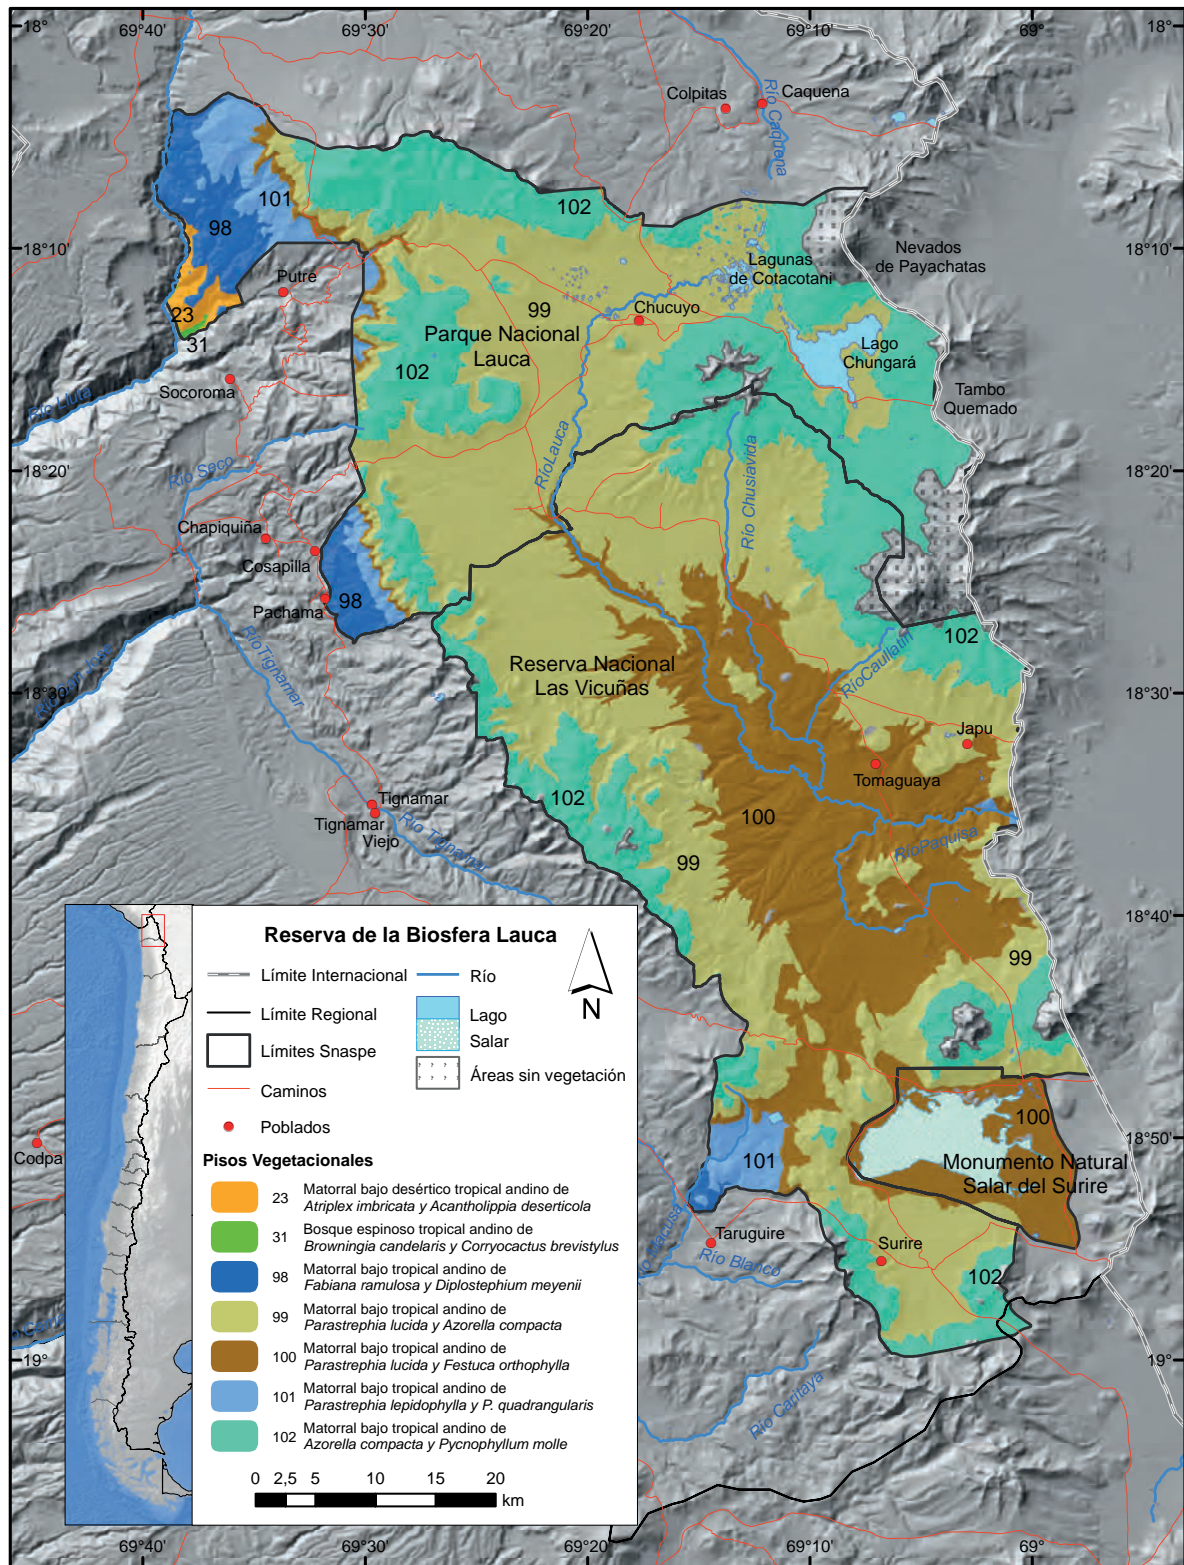 69°40'
69°30'
69°20'
69°10'
69°
18°
18°
Colpitas
Caquena
Río Caquena
101
98
102
18°10'
18°10'
Nevados
de Payachatas
Lagunas
de Cotacotani
Putre
99
Chucuyo
23
31
Parque Nacional
Lauca
Lago
Chungará
102
Socoroma
Río Lluta
Tambo
Quemado
Río Lauca
Río Chusiavida
Río Seco
18°20'
18°20'
Chapiquiña
Cosapilla
Pachama
98
Río Tignamar
102
Río San José
Reserva Nacional
Las Vicuñas
Río Caullatiri
18°30'
18°30'
Japu
Tomaguaya
102
100
Tignamar
Tignamar
Viejo
Río Tignamar
Río Paquisa
99
18°40'
99
Reserva de la Biosfera Lauca
N
Límite Internacional
Límite Regional
Límites Snaspe
Caminos
Poblados
Río
Lago
Salar
Áreas sin vegetación
Codpa
100
18°50'
101
Monumento Natural
Salar del Surire
Pisos Vegetacionales
23 Matorral bajo desértico tropical andino de
Atriplex imbricata y Acantholippia deserticola
31 Bosque espinoso tropical andino de
Browningia candelaris y Corryocactus brevistylus
98 Matorral bajo tropical andino de
Fabiana ramulosa y Diplostephium meyenii
99 Matorral bajo tropical andino de
Parastrephia lucida y Azorella compacta
100 Matorral bajo tropical andino de
Parastrephia lucida y Festuca orthophylla
101 Matorral bajo tropical andino de
Parastrephia lepidophylla y P. quadrangularis
102 Matorral bajo tropical andino de
Azorella compacta y Pycnophyllum molle
0 2,5 5 10 15 20
km
Taruguire
Río Blanco
Surire
102
19°
19°
Río Caritaya
69°40'
69°30'
69°20'
69°10'
69°